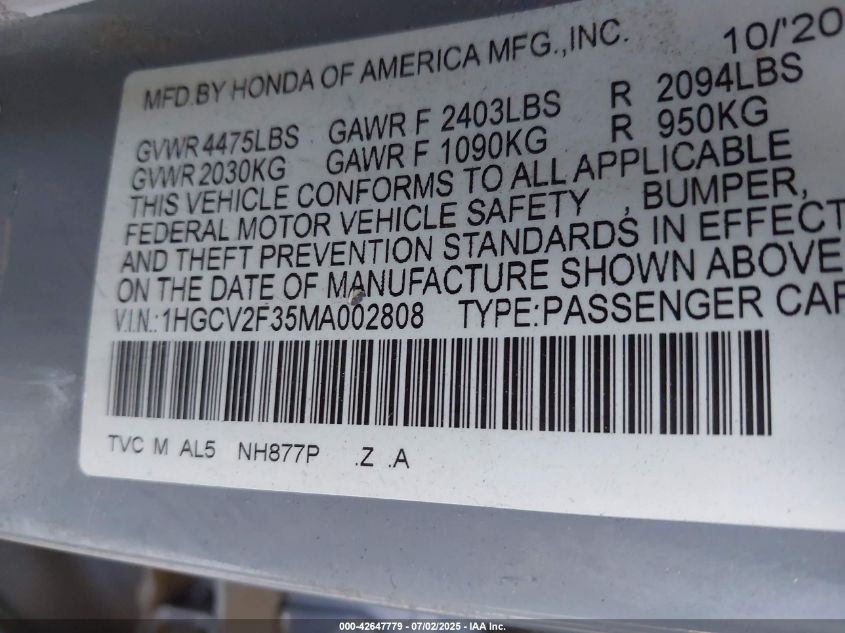 MFD.BY HONDA OF AMERICA MFG.,INC. 10/'20
GVWR 4475LBS GAWR F 2403LBS R 2094LBS
GVWR 2030KG GAWR F 1090KG R 950KG
THIS VEHICLE CONFORMS TO ALL APPLICABLE
FEDERAL MOTOR VEHICLE SAFETY , BUMPER,
AND THEFT PREVENTION STANDARDS IN EFFECT
ON THE DATE OF MANUFACTURE SHOWN ABOVE
V.I.N.:1HGCV2F35MA002808 TYPE:PASSENGER CAR
TVC M AL5 NH877P .Z .A
000-42647779 - 07/02/2025 - IAA Inc.